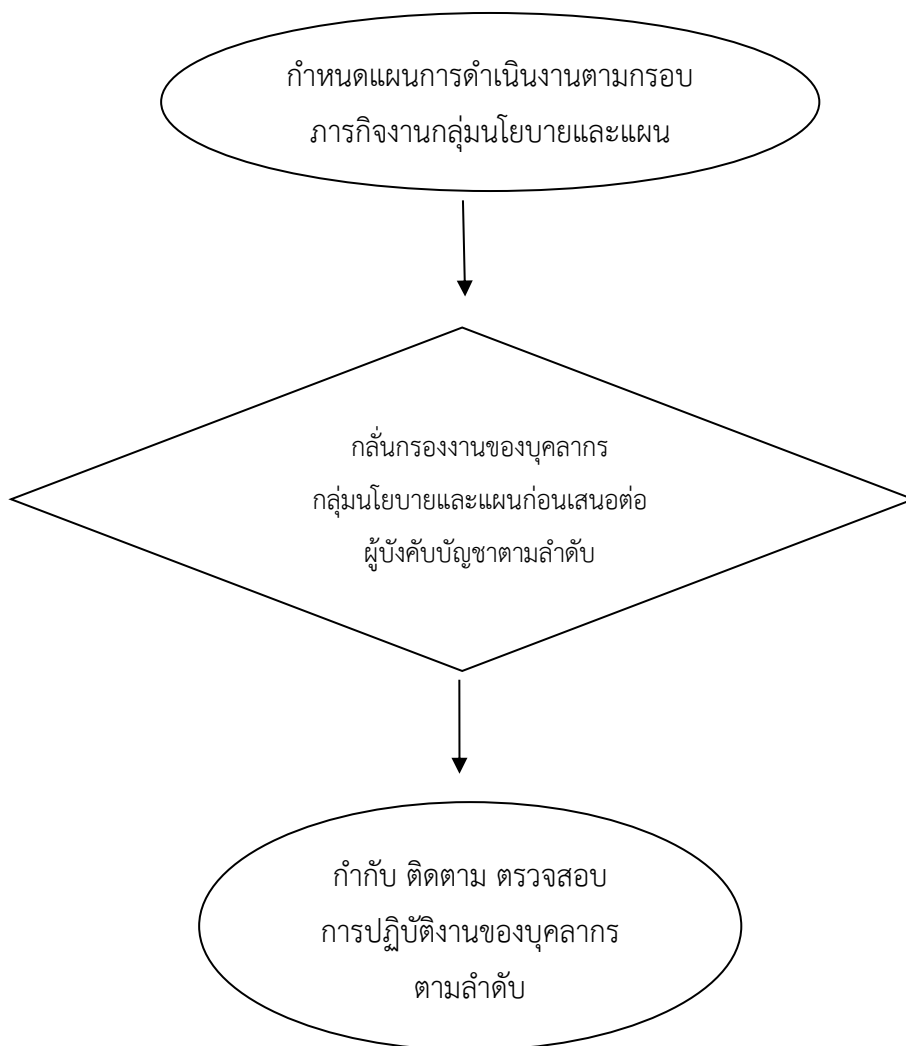 กำหนดแผนการดำเนินงานตามกรอบ
ภารกิจงานกลุ่มนโยบายและแผน
กลั่นกรองงานของบุคลากร
กลุ่มนโยบายและแผนก่อนเสนอต่อ
ผู้บังคับบัญชาตามลำดับ
กำกับ ติดตาม ตรวจสอบ
การปฏิบัติงานของบุคลากร
ตามลำดับ